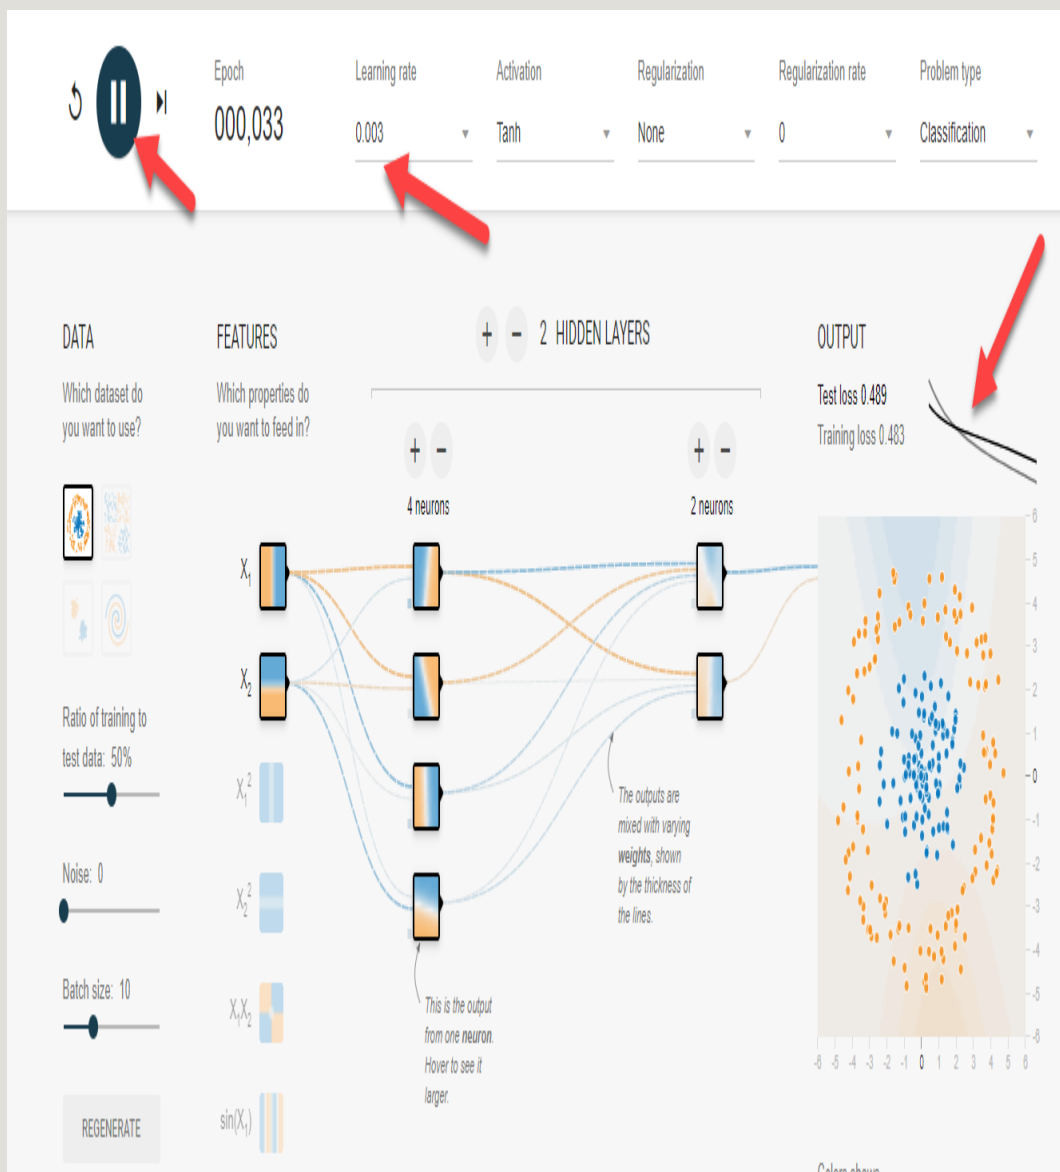 Epoch
000,033
Learning rate
0.003
Activation
Tanh
Regularization
None
Regularization rate
0
Problem type
Classification
DATA
Which dataset do
you want to use?
Ratio of training to
test data: 50%
Noise: 0
Batch size: 10
REGENERATE
FEATURES
Which properties do
you want to feed in?
X₁
X₂
X₁²
X₂²
X₁X₂
sin(X₁)
+ − 2 HIDDEN LAYERS
+ −
4 neurons
+ −
2 neurons
This is the output
from one neuron.
Hover to see it
larger.
The outputs are
mixed with varying
weights, shown
by the thickness of
the lines.
OUTPUT
Test loss 0.489
Training loss 0.483
6
5
4
3
2
1
0
-1
-2
-3
-4
-5
-6
-6 -5 -4 -3 -2 -1 0 1 2 3 4 5 6